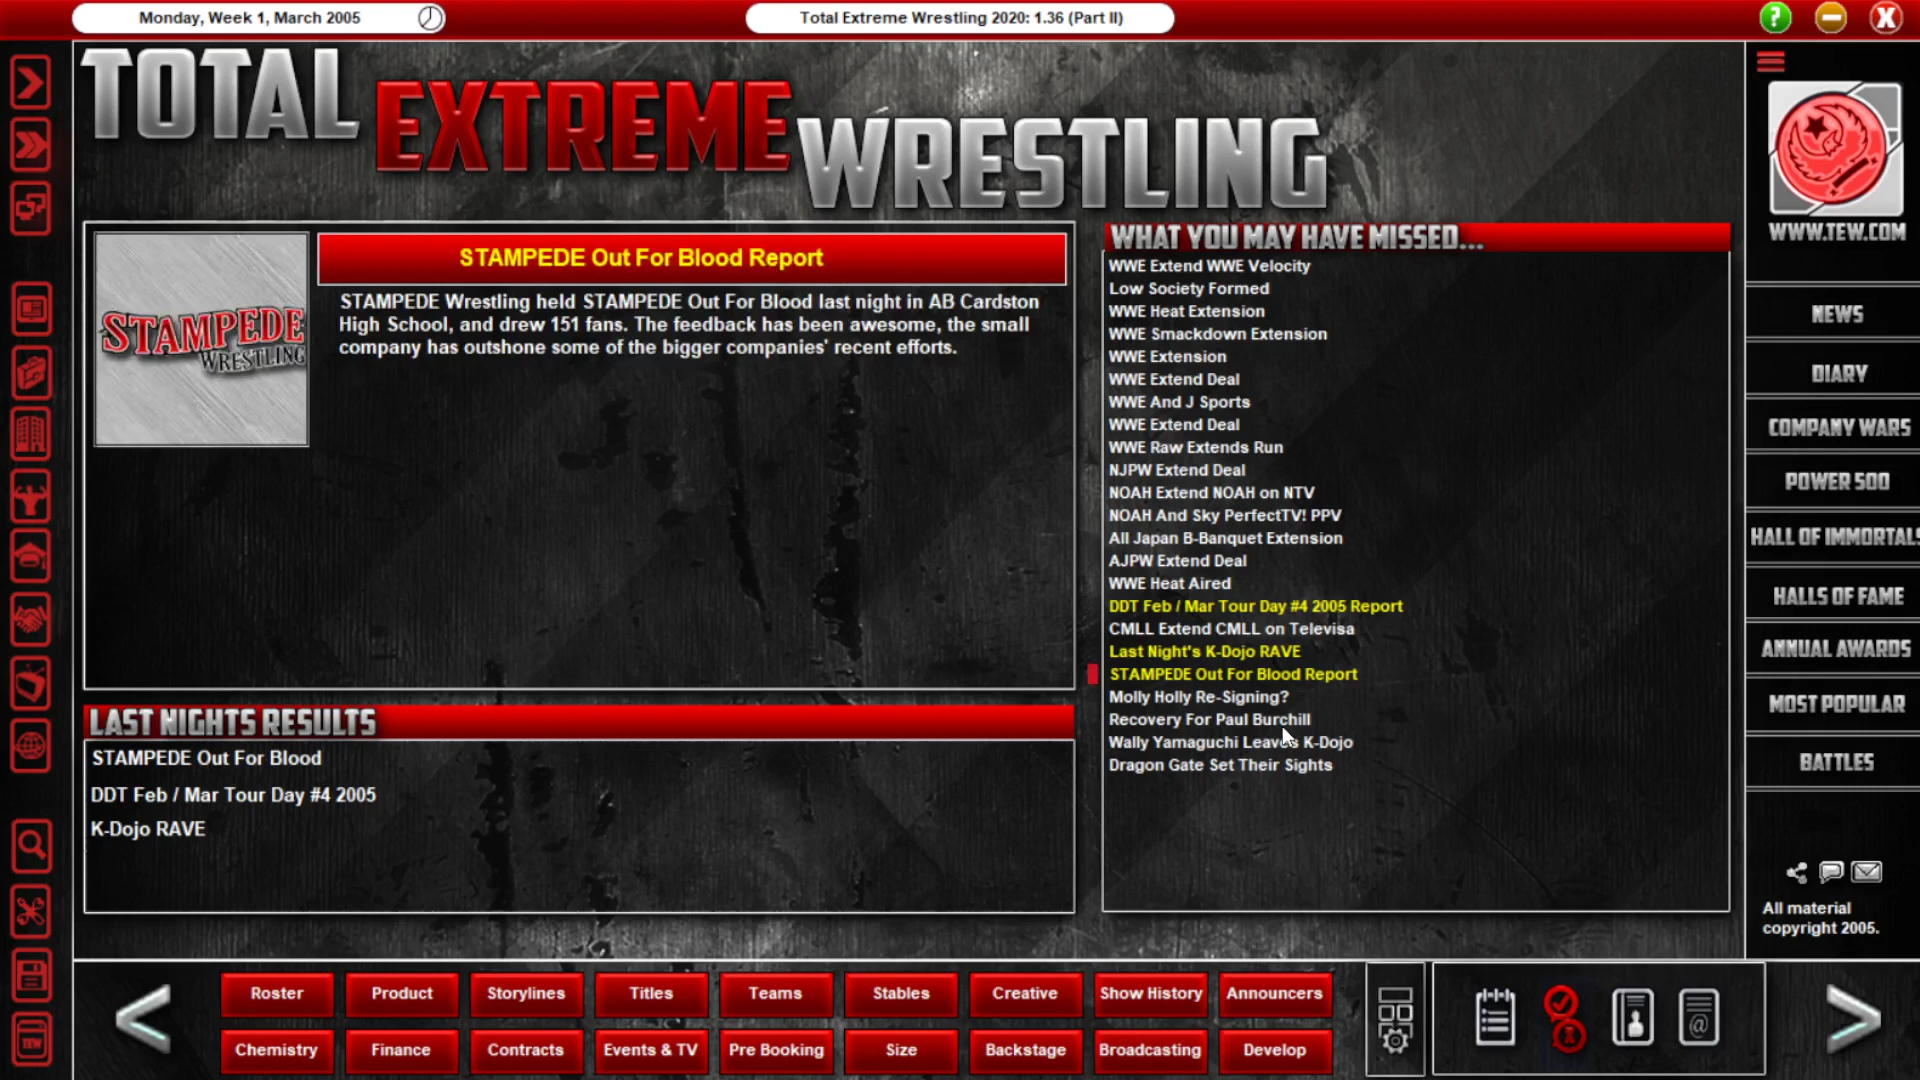 Monday, Week 1, March 2005
Total Extreme Wrestling 2020: 1.36 (Part II)
TOTAL EXTREME WRESTLING
STAMPEDE WRESTLING
STAMPEDE Out For Blood Report
STAMPEDE Wrestling held STAMPEDE Out For Blood last night in AB Cardston
High School, and drew 151 fans. The feedback has been awesome, the small
company has outshone some of the bigger companies' recent efforts.
LAST NIGHTS RESULTS
STAMPEDE Out For Blood
DDT Feb / Mar Tour Day #4 2005
K-Dojo RAVE
WHAT YOU MAY HAVE MISSED...
WWE Extend WWE Velocity
Low Society Formed
WWE Heat Extension
WWE Smackdown Extension
WWE Extension
WWE Extend Deal
WWE And J Sports
WWE Extend Deal
WWE Raw Extends Run
NJPW Extend Deal
NOAH Extend NOAH on NTV
NOAH And Sky PerfectTV! PPV
All Japan B-Banquet Extension
AJPW Extend Deal
WWE Heat Aired
DDT Feb / Mar Tour Day #4 2005 Report
CMLL Extend CMLL on Televisa
Last Night's K-Dojo RAVE
STAMPEDE Out For Blood Report
Molly Holly Re-Signing?
Recovery For Paul Burchill
Wally Yamaguchi Leaves K-Dojo
Dragon Gate Set Their Sights
WWW.TEW.COM
NEWS
DIARY
COMPANY WARS
POWER 500
HALL OF IMMORTALS
HALLS OF FAME
ANNUAL AWARDS
MOST POPULAR
BATTLES
All material
copyright 2005.
TEW
Roster
Product
Storylines
Titles
Teams
Stables
Creative
Show History
Announcers
Chemistry
Finance
Contracts
Events & TV
Pre Booking
Size
Backstage
Broadcasting
Develop